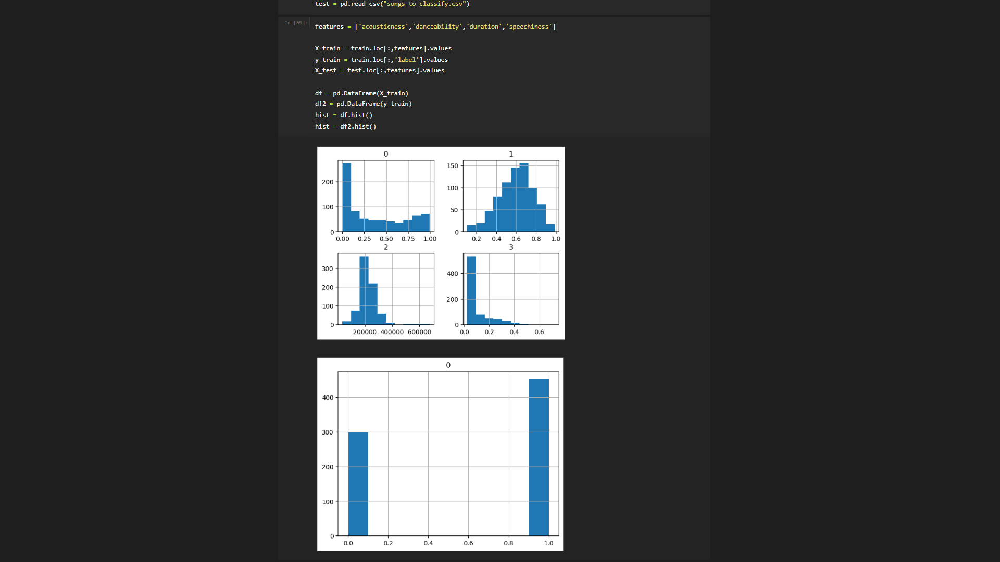 test = pd.read_csv("songs_to_classify.csv")
In [69]:
features = ['acousticness','danceability','duration','speechiness']
X_train = train.loc[:,features].values
y_train = train.loc[:,'label'].values
X_test = test.loc[:,features].values
df = pd.DataFrame(X_train)
df2 = pd.DataFrame(y_train)
hist = df.hist()
hist = df2.hist()
0
200
100
0
0.00 0.25 0.50 0.75 1.00
1
150
100
50
0
0.2 0.4 0.6 0.8 1.0
2
300
200
100
0
200000 400000 600000
3
400
200
0
0.0 0.2 0.4 0.6
0
400
300
200
100
0
0.0 0.2 0.4 0.6 0.8 1.0